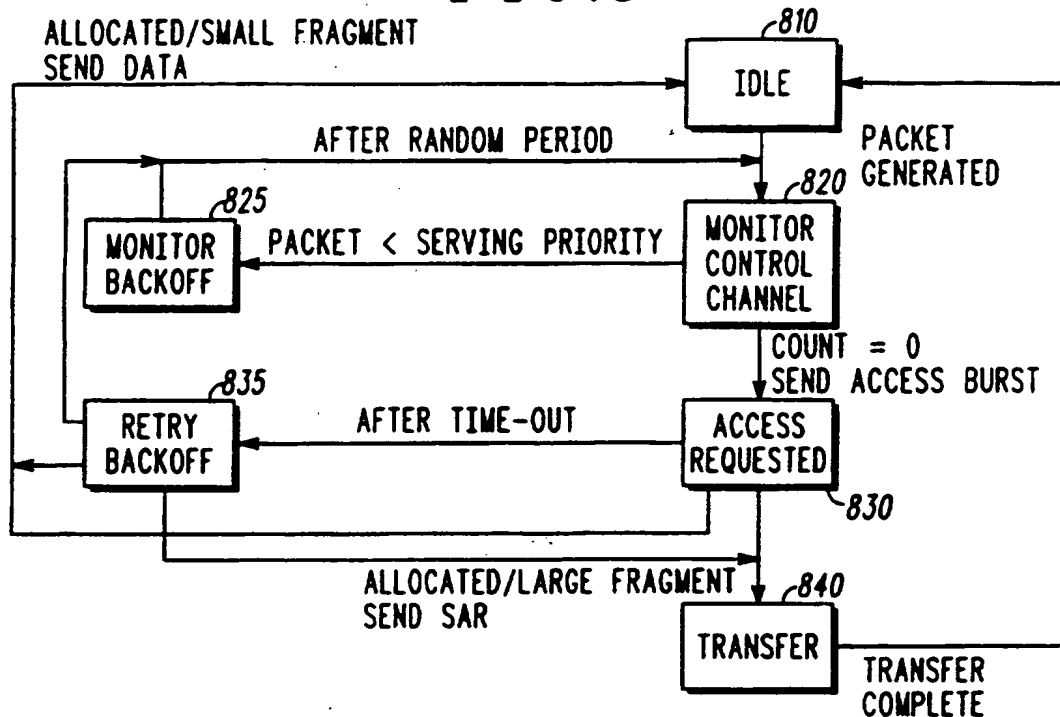 ALLOCATED/SMALL FRAGMENT
SEND DATA
810
IDLE
AFTER RANDOM PERIOD
PACKET
GENERATED
820
825
MONITOR
BACKOFF
PACKET < SERVING PRIORITY
MONITOR
CONTROL
CHANNEL
COUNT = 0
SEND ACCESS BURST
835
RETRY
BACKOFF
AFTER TIME-OUT
ACCESS
REQUESTED
830
ALLOCATED/LARGE FRAGMENT
SEND SAR
840
TRANSFER
TRANSFER
COMPLETE